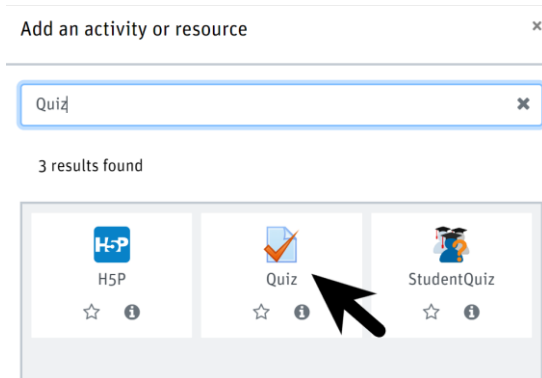 Add an activity or resource
Quiz
3 results found
H5P
H5P Quiz StudentQuiz